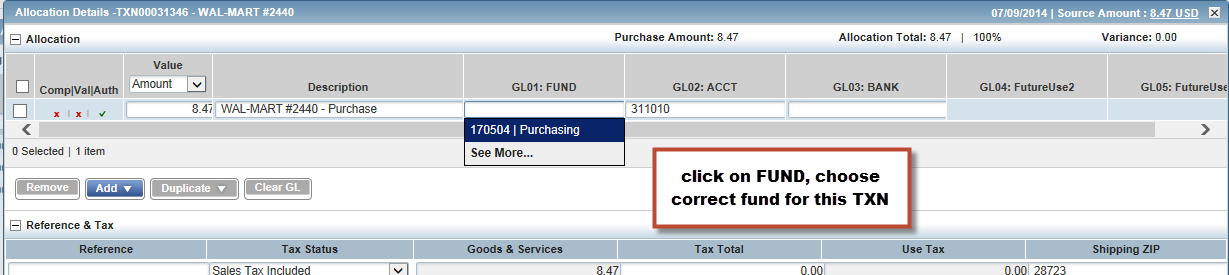 Allocation Details -TXN00031346 - WAL-MART #2440 07/09/2014 | Source Amount : 8.47 USD
Allocation Purchase Amount: 8.47 Allocation Total: 8.47 | 100% Variance: 0.00
Comp|Val|Auth Value Description GL01: FUND GL02: ACCT GL03: BANK GL04: FutureUse2 GL05: FutureUse
Amount
x | x | ✓ 8.47 WAL-MART #2440 - Purchase 311010
170504 | Purchasing
See More...
0 Selected | 1 item
Remove Add Duplicate Clear GL
click on FUND, choose
correct fund for this TXN
Reference & Tax
Reference Tax Status Goods & Services Tax Total Use Tax Shipping ZIP
Sales Tax Included 8.47 0.00 0.00 28723